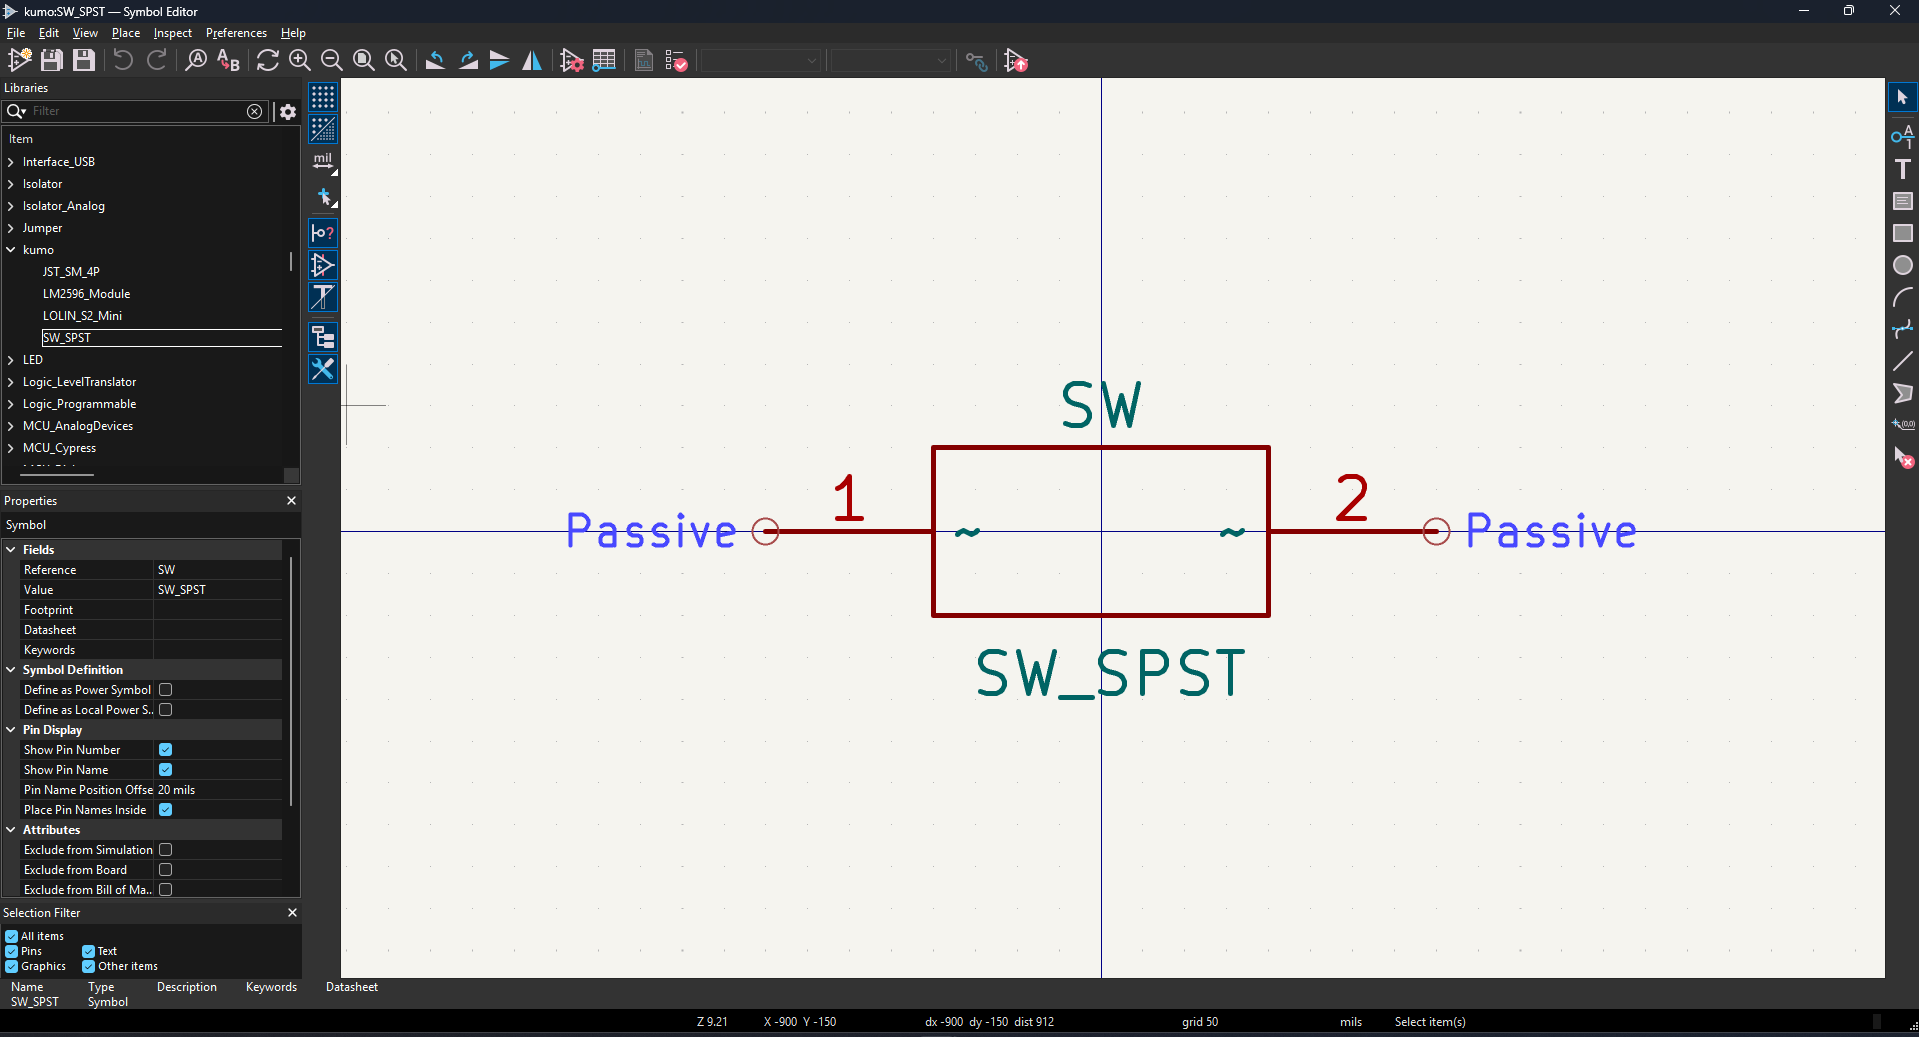 kumo:SW_SPST — Symbol Editor
File Edit View Place Inspect Preferences Help
Libraries
Filter
Item
Interface_USB
Isolator
Isolator_Analog
Jumper
kumo
JST_SM_4P
LM2596_Module
LOLIN_S2_Mini
SW_SPST
LED
Logic_LevelTranslator
Logic_Programmable
MCU_AnalogDevices
MCU_Cypress
Properties
Symbol
Fields
Reference SW
Value SW_SPST
Footprint
Datasheet
Keywords
Symbol Definition
Define as Power Symbol
Define as Local Power S..
Pin Display
Show Pin Number
Show Pin Name
Pin Name Position Offse 20 mils
Place Pin Names Inside
Attributes
Exclude from Simulation
Exclude from Board
Exclude from Bill of Ma..
Selection Filter
All items
Pins Text
Graphics Other items
mil
SW
1 2
Passive ~ ~ Passive
SW_SPST
Name Type Description Keywords Datasheet
SW_SPST Symbol
Z 9.21 X -900 Y -150 dx -900 dy -150 dist 912 grid 50 mils Select item(s)